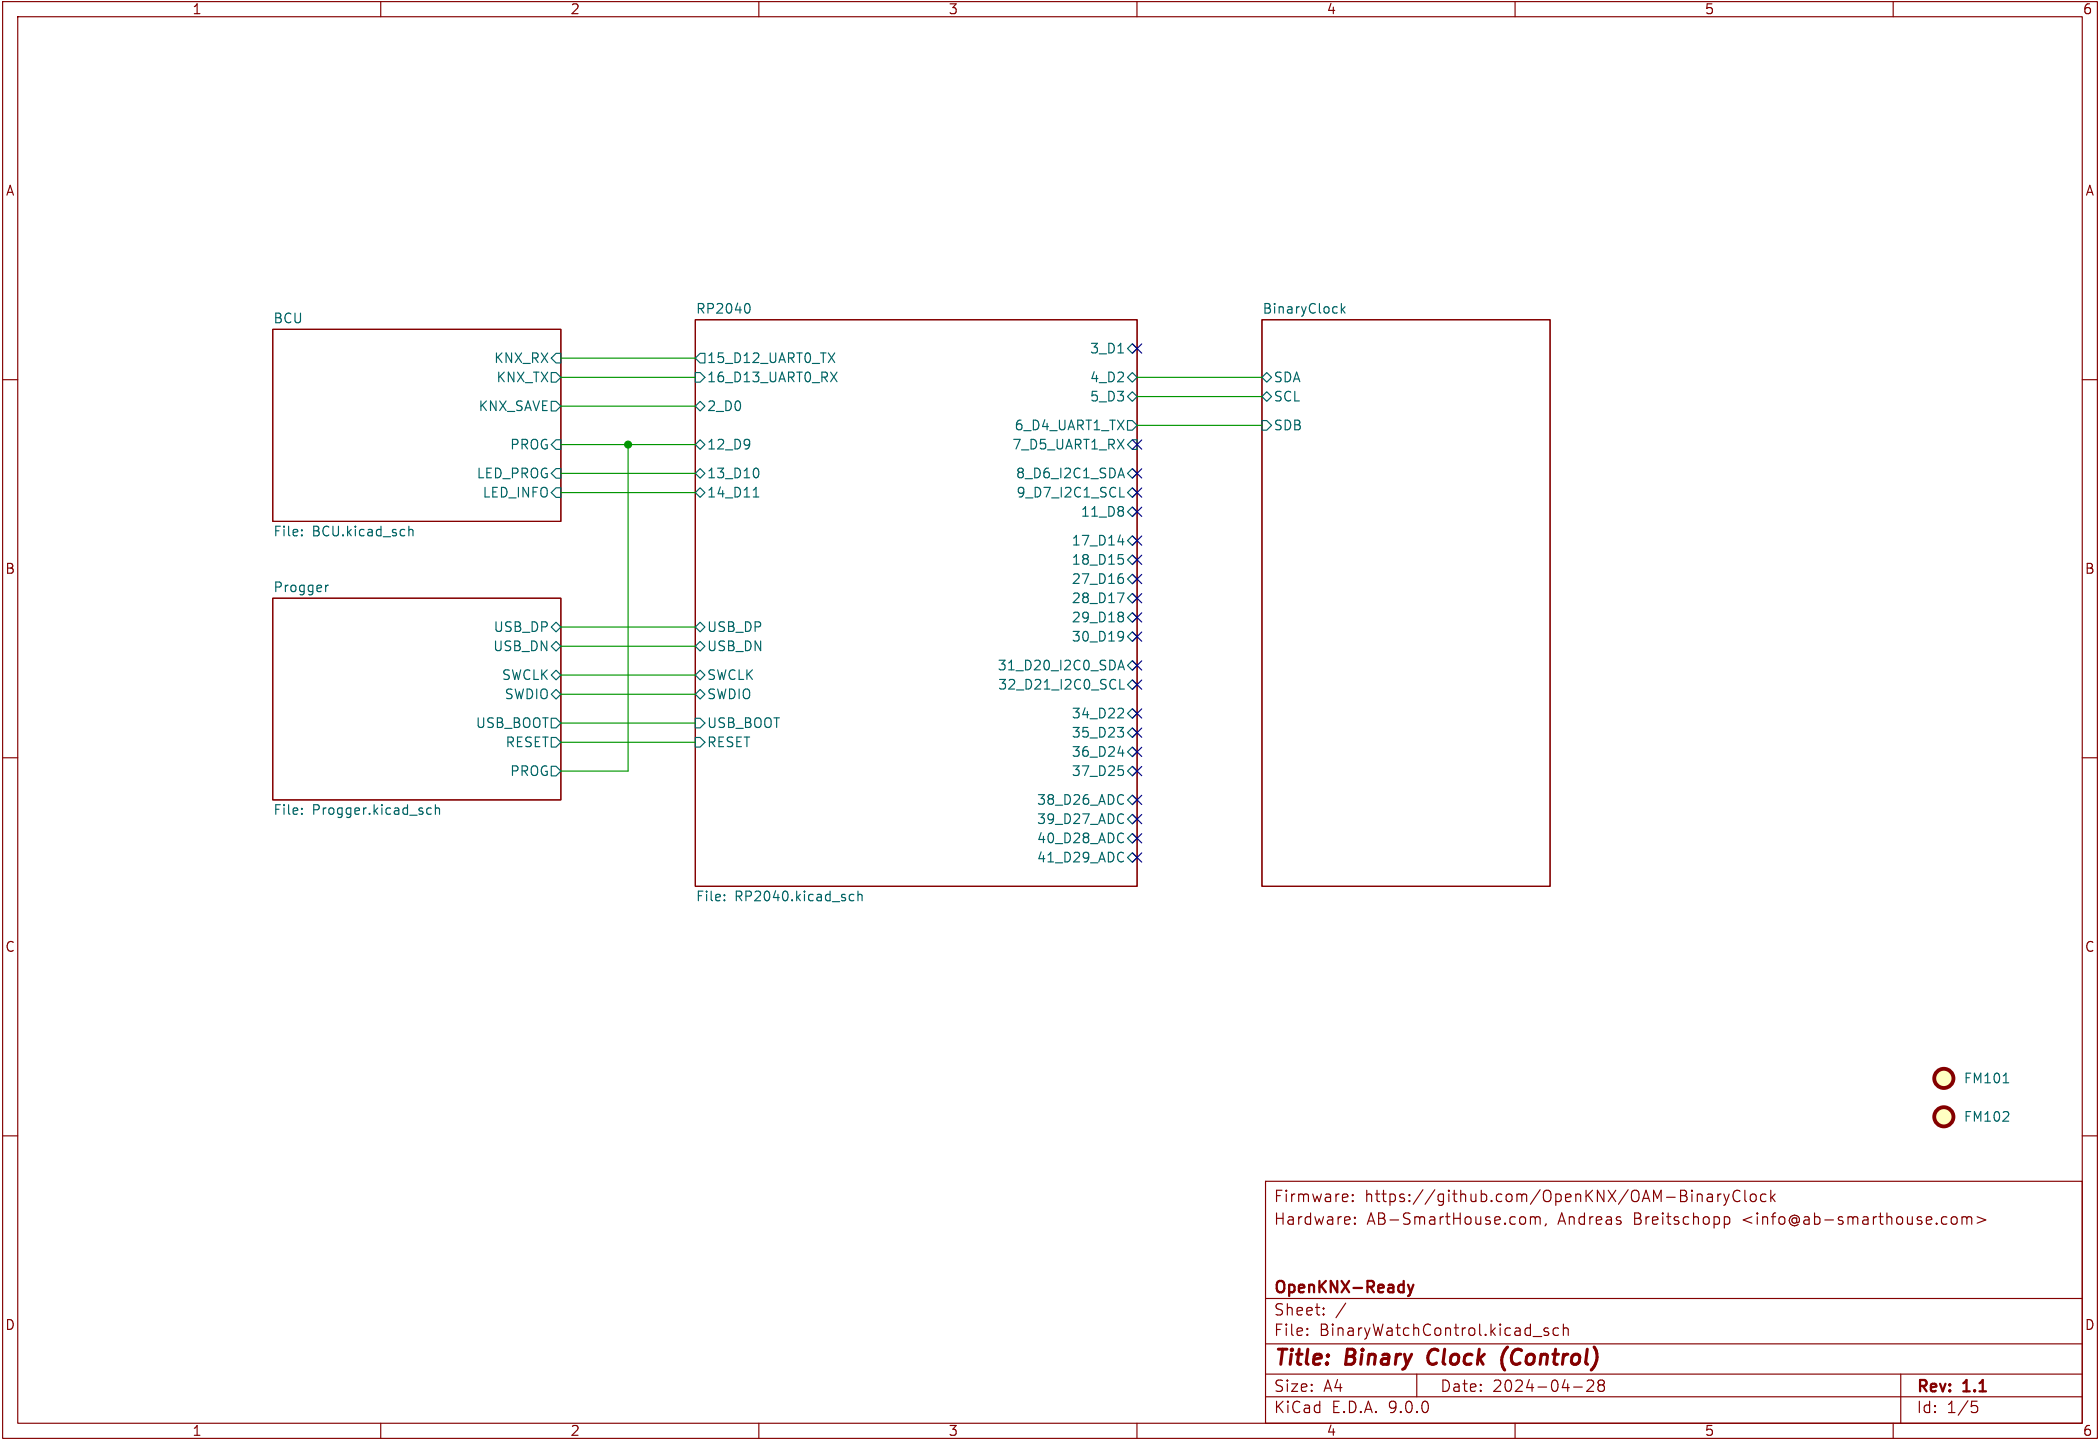 1 2 3 4 5 6
A A
B B
C C
D D
BCU
KNX_RX
KNX_TX
KNX_SAVE
PROG
LED_PROG
LED_INFO
File: BCU.kicad_sch
Progger
USB_DP
USB_DN
SWCLK
SWDIO
USB_BOOT
RESET
PROG
File: Progger.kicad_sch
RP2040
15_D12_UART0_TX
16_D13_UART0_RX
2_D0
12_D9
13_D10
14_D11
USB_DP
USB_DN
SWCLK
SWDIO
USB_BOOT
RESET
3_D1
4_D2
5_D3
6_D4_UART1_TX
7_D5_UART1_RX
8_D6_I2C1_SDA
9_D7_I2C1_SCL
11_D8
17_D14
18_D15
27_D16
28_D17
29_D18
30_D19
31_D20_I2C0_SDA
32_D21_I2C0_SCL
34_D22
35_D23
36_D24
37_D25
38_D26_ADC
39_D27_ADC
40_D28_ADC
41_D29_ADC
File: RP2040.kicad_sch
BinaryClock
SDA
SCL
SDB
FM101
FM102
Firmware: https://github.com/OpenKNX/OAM-BinaryClock
Hardware: AB-SmartHouse.com, Andreas Breitschopp <info@ab-smarthouse.com>
OpenKNX-Ready
Sheet: /
File: BinaryWatchControl.kicad_sch
Title: Binary Clock (Control)
Size: A4 Date: 2024-04-28 Rev: 1.1
KiCad E.D.A. 9.0.0 Id: 1/5
1 2 3 4 5 6